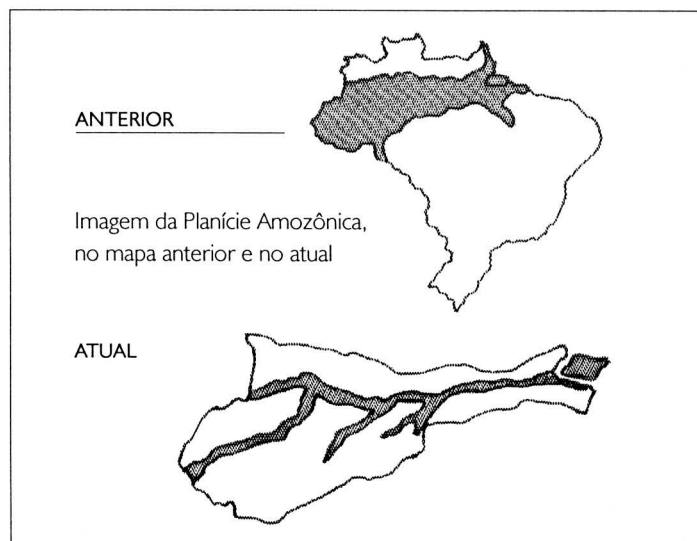 ANTERIOR
Imagem da Planície Amozônica,
no mapa anterior e no atual
ATUAL